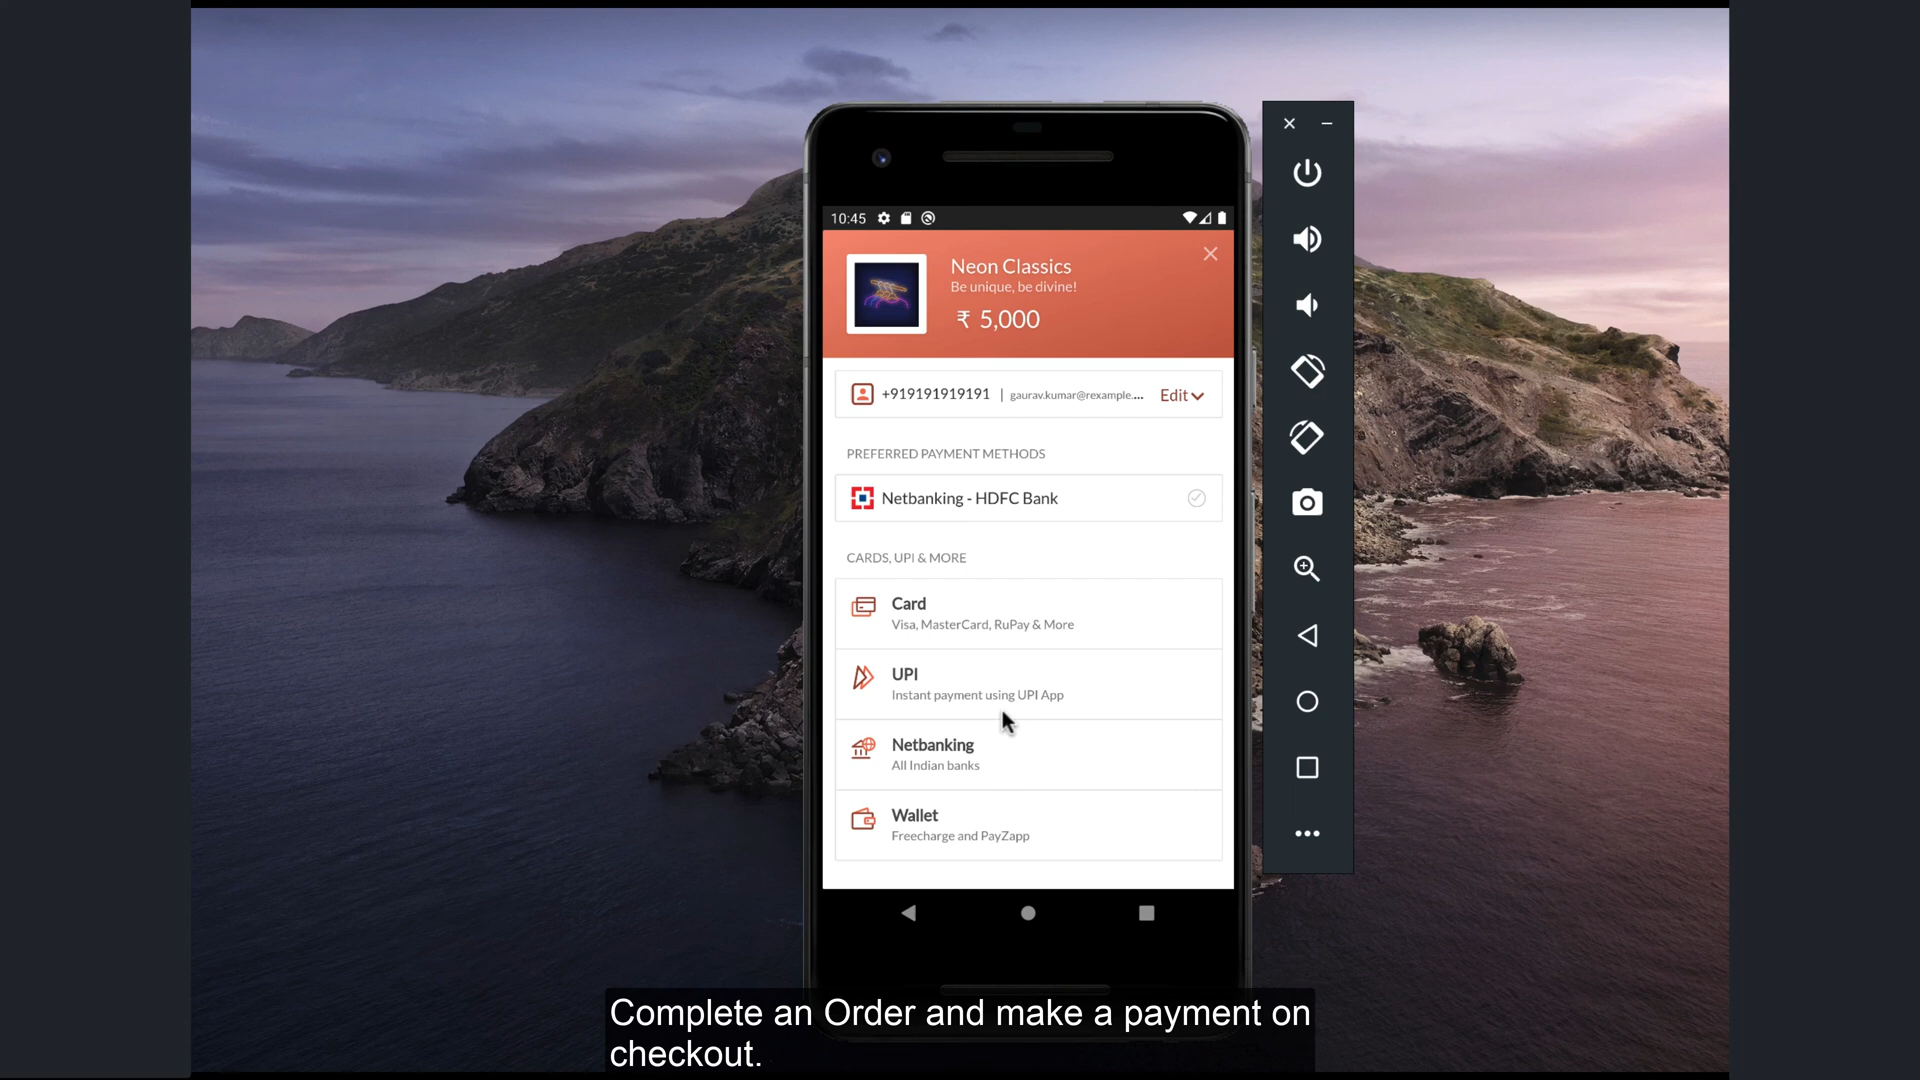 10:45
Neon Classics
Be unique, be divine!
₹ 5,000
+919191919191 | gaurav.kumar@rexample.... Edit
PREFERRED PAYMENT METHODS
Netbanking - HDFC Bank
CARDS, UPI & MORE
Card
Visa, MasterCard, RuPay & More
UPI
Instant payment using UPI App
Netbanking
All Indian banks
Wallet
Freecharge and PayZapp
Complete an Order and make a payment on
checkout.